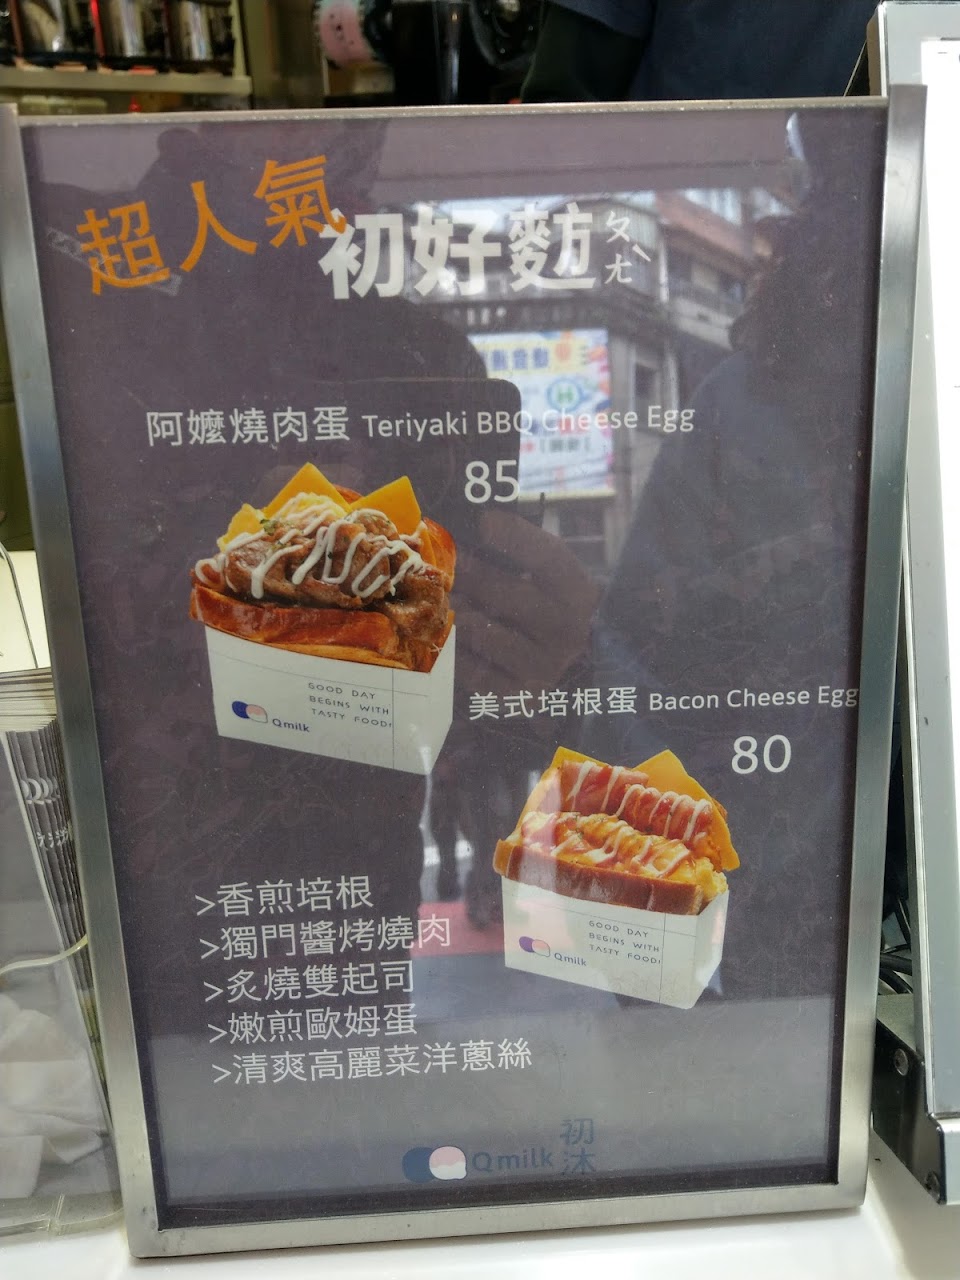 超人氣
初好麭ㄆㄤˋ
阿嬤燒肉蛋 Teriyaki BBQ Cheese Egg
85
GOOD DAY
BEGINS WITH
TASTY FOOD!
Qmilk
美式培根蛋 Bacon Cheese Egg
80
GOOD DAY
BEGINS WITH
TASTY FOOD!
Qmilk
>香煎培根
>獨門醬烤燒肉
>炙燒雙起司
>嫩煎歐姆蛋
>清爽高麗菜洋蔥絲
Qmilk 初沐